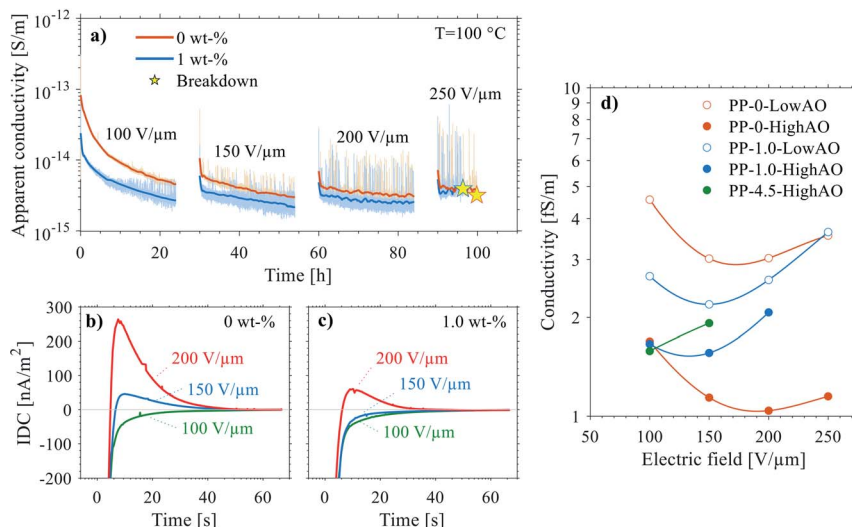 a)
T=100 °C
0 wt-%
1 wt-%
Breakdown
100 V/µm
150 V/µm
200 V/µm
250 V/µm
Apparent conductivity [S/m]
10⁻¹²
10⁻¹³
10⁻¹⁴
10⁻¹⁵
0 20 40 60 80 100
Time [h]
b)
0 wt-%
200 V/µm
150 V/µm
100 V/µm
IDC [nA/m²]
300
200
100
0
-100
-200
0 20 40 60
Time [s]
c)
1.0 wt-%
200 V/µm
150 V/µm
100 V/µm
0 20 40 60
Time [s]
d)
PP-0-LowAO
PP-0-HighAO
PP-1.0-LowAO
PP-1.0-HighAO
PP-4.5-HighAO
Conductivity [fS/m]
10
9
8
7
6
5
4
3
2
1
50 100 150 200 250
Electric field [V/µm]